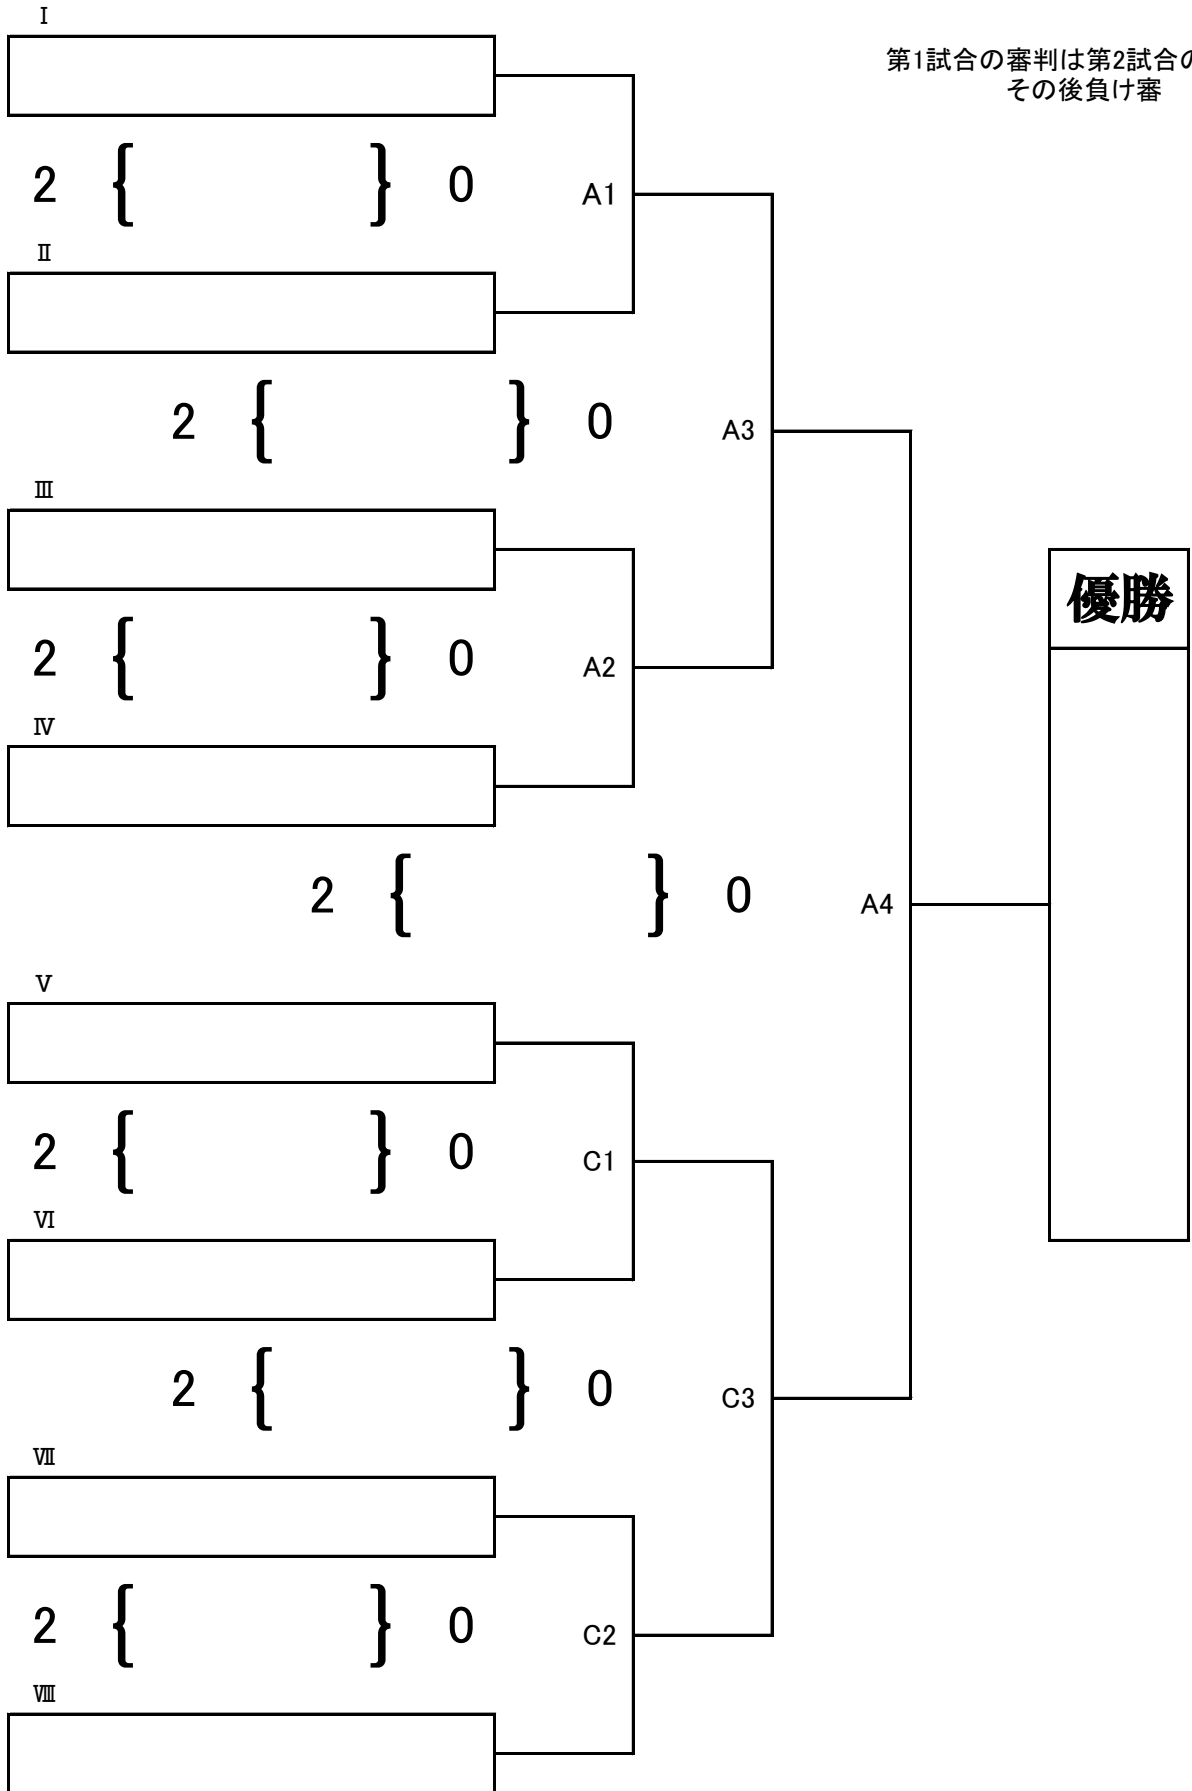 Ⅰ
第1試合の審判は第2試合の
その後負け審
2 { } 0 A1
Ⅱ
2 { } 0 A3
Ⅲ
優勝
2 { } 0 A2
Ⅳ
2 { } 0 A4
Ⅴ
2 { } 0 C1
Ⅵ
2 { } 0 C3
Ⅶ
2 { } 0 C2
Ⅷ